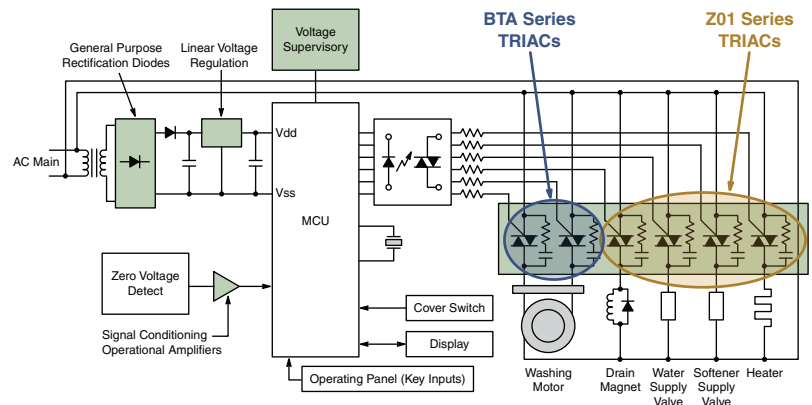 BTA Series
TRIACs
Z01 Series
TRIACs
Voltage
Supervisory
General Purpose
Rectification Diodes
Linear Voltage
Regulation
AC Main
Vdd
Vss
MCU
Zero Voltage
Detect
Signal Conditioning
Operational Amplifiers
Cover Switch
Display
Operating Panel (Key Inputs)
Washing
Motor
Drain
Magnet
Water
Supply
Valve
Softener
Supply
Valve
Heater